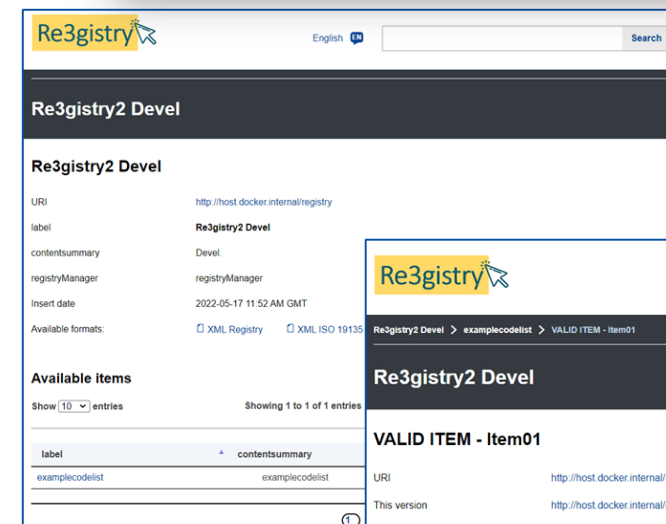 Re3gistry
English EN
Search
Re3gistry2 Devel
Re3gistry2 Devel
URI http://host.docker.internal/registry
label Re3gistry2 Devel
contentsummary Devel.
registryManager registryManager
Insert date 2022-05-17 11:52 AM GMT
Available formats: XML Registry XML ISO 19135
Available items
Show 10 entries Showing 1 to 1 of 1 entries
label contentsummary
examplecodelist examplecodelist
1
Re3gistry
Re3gistry2 Devel > examplecodelist > VALID ITEM - Item01
Re3gistry2 Devel
VALID ITEM - Item01
URI http://host.docker.internal/
This version http://host.docker.internal/